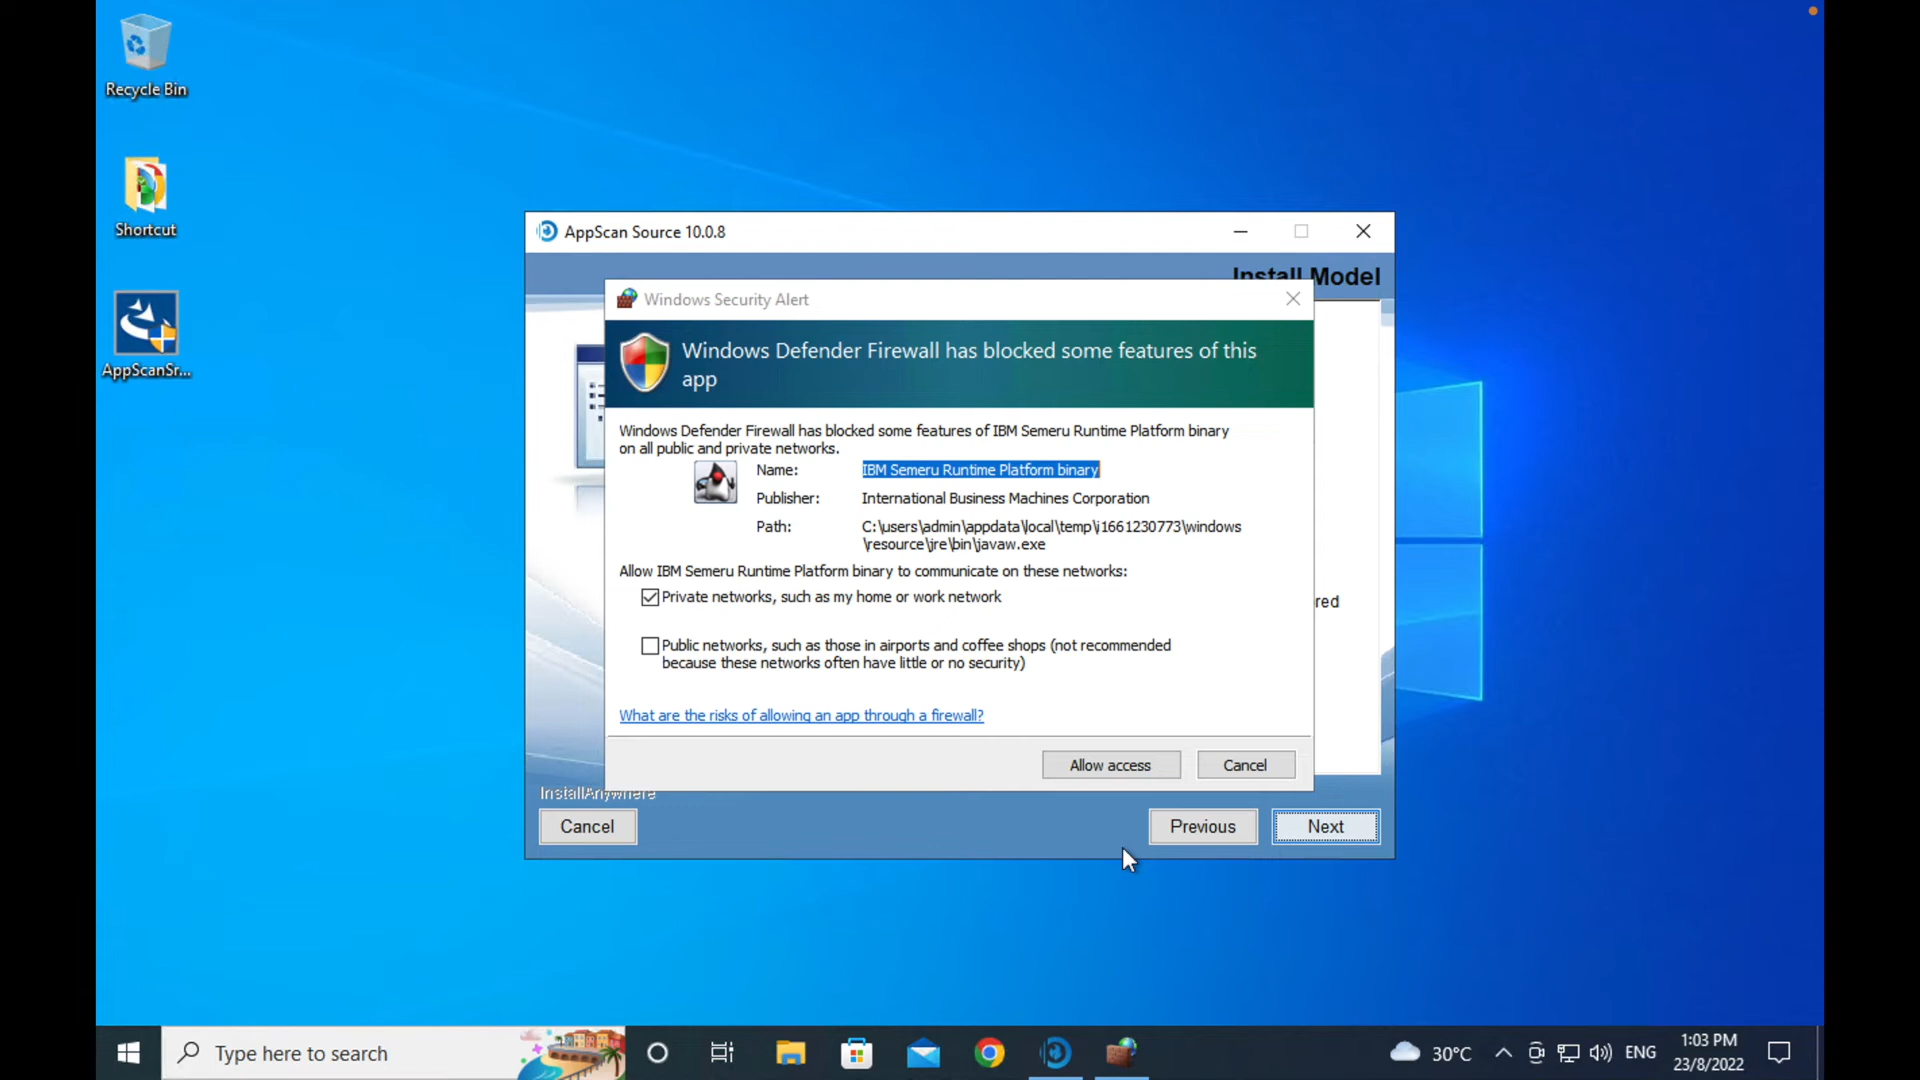 Recycle Bin
Shortcut
AppScanSr...
AppScan Source 10.0.8
Install Model
Windows Security Alert
Windows Defender Firewall has blocked some features of this
app
Windows Defender Firewall has blocked some features of IBM Semeru Runtime Platform binary
on all public and private networks.
Name: IBM Semeru Runtime Platform binary
Publisher: International Business Machines Corporation
Path: C:\users\admin\appdata\local\temp\i1661230773\windows
\resource\jre\bin\javaw.exe
Allow IBM Semeru Runtime Platform binary to communicate on these networks:
Private networks, such as my home or work network
red
Public networks, such as those in airports and coffee shops (not recommended
because these networks often have little or no security)
What are the risks of allowing an app through a firewall?
Allow access
Cancel
InstallAnywhere
Cancel
Previous
Next
Type here to search
30°C
ENG
1:03 PM
23/8/2022